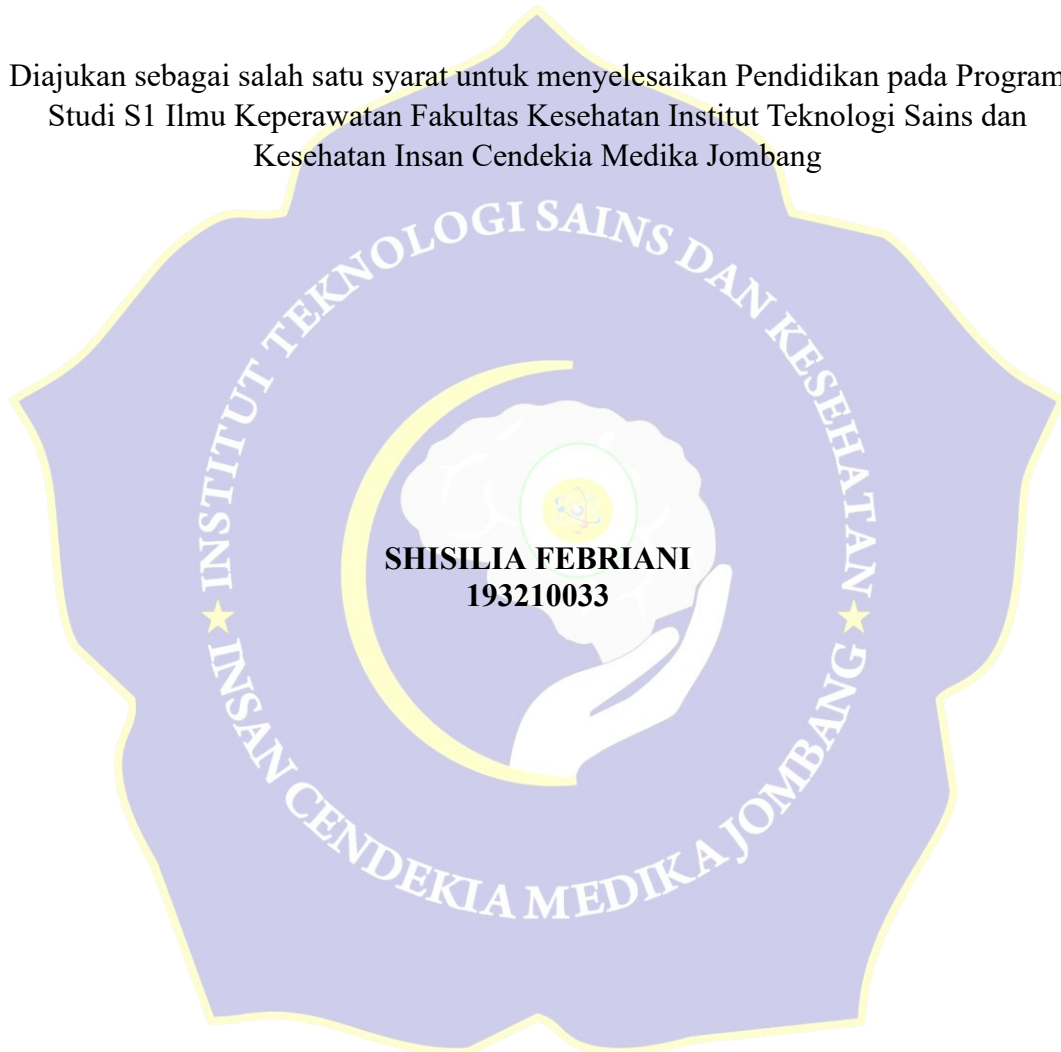 Diajukan sebagai salah satu syarat untuk menyelesaikan Pendidikan pada Program
Studi S1 Ilmu Keperawatan Fakultas Kesehatan Institut Teknologi Sains dan
Kesehatan Insan Cendekia Medika Jombang
INSTITUT TEKNOLOGI SAINS DAN KESEHATAN
SHISILIA FEBRIANI
193210033
INSAN CENDEKIA MEDIKA JOMBANG